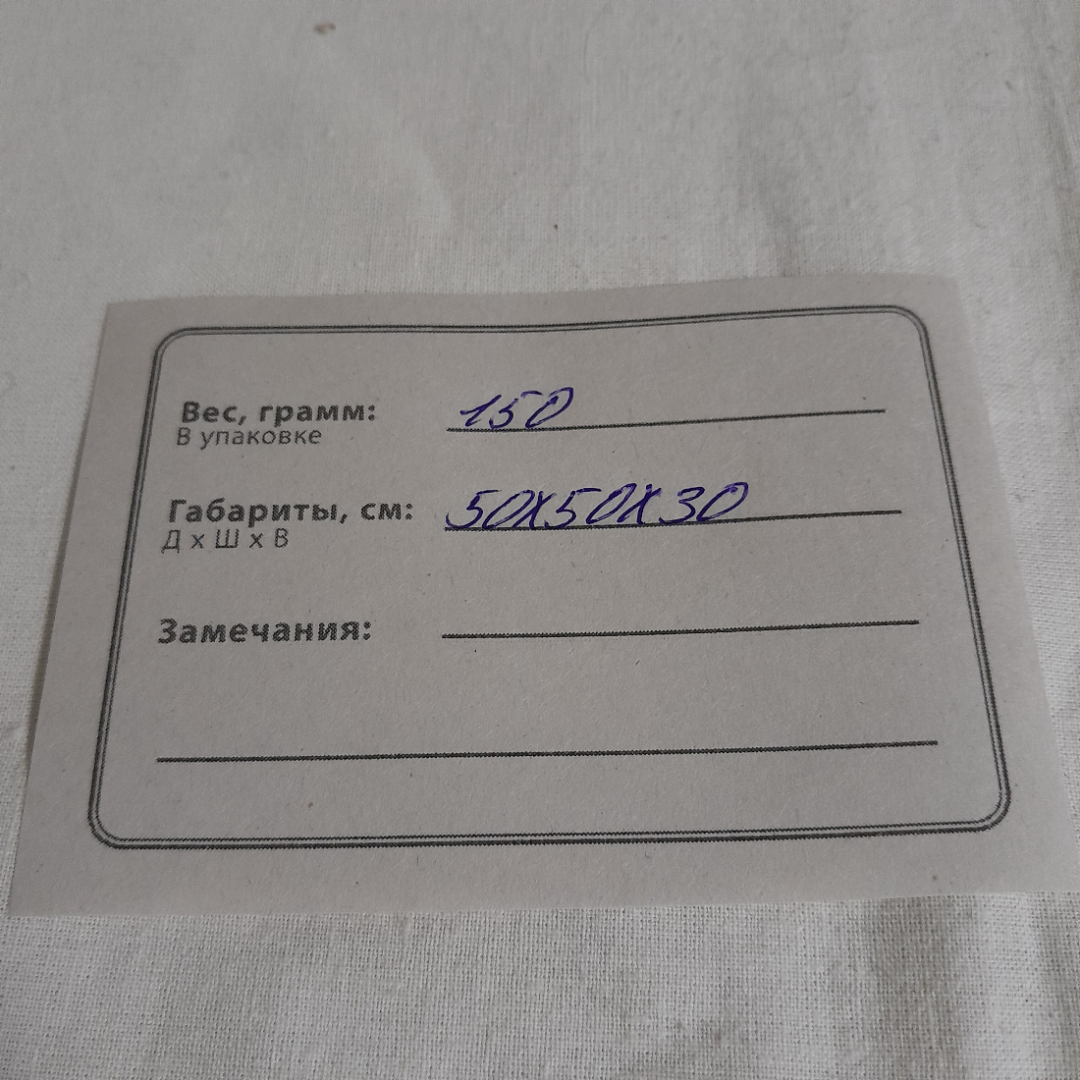 Вес, грамм: 150
В упаковке
Габариты, см: 50х50х30
Д х Ш х В
Замечания: